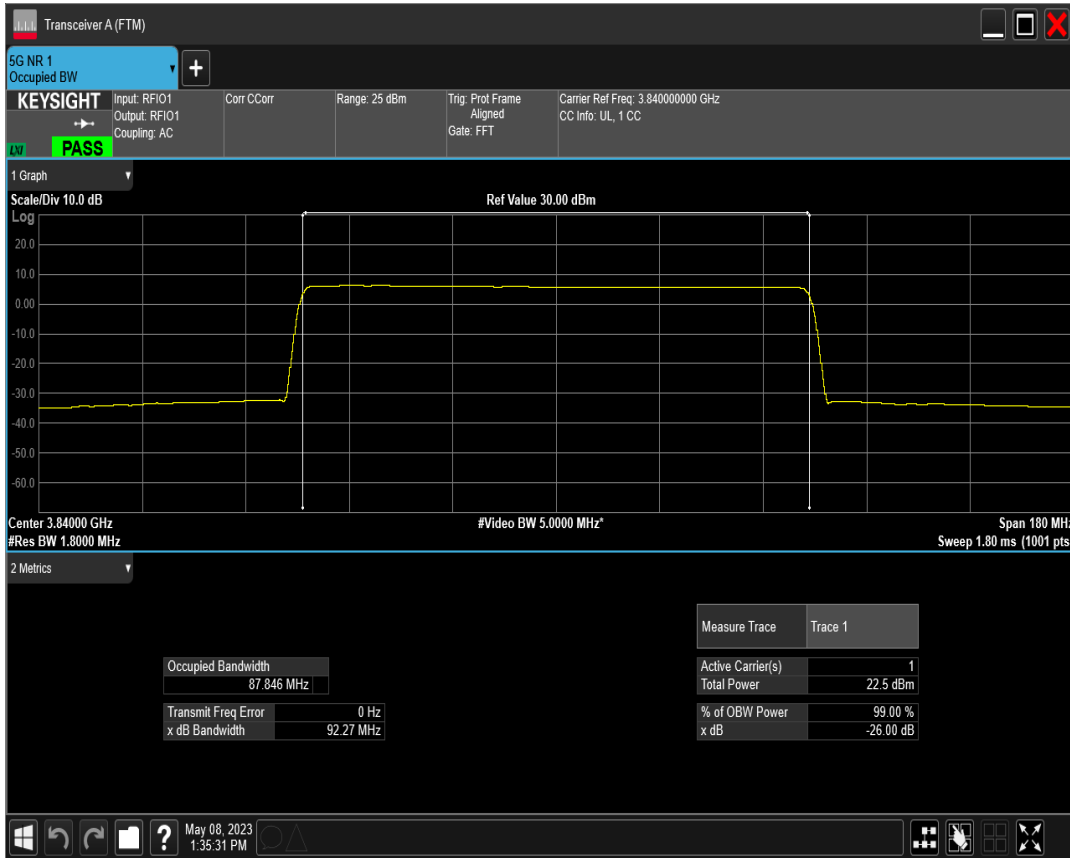 Transceiver A (FTM)
5G NR 1
Occupied BW
+
KEYSIGHT
LXI
PASS
Input: RFIO1
Output: RFIO1
Coupling: AC
Corr CCorr
Range: 25 dBm
Trig: Prot Frame
Aligned
Gate: FFT
Carrier Ref Freq: 3.840000000 GHz
CC Info: UL, 1 CC
1 Graph
Scale/Div 10.0 dB
Ref Value 30.00 dBm
Log
20.0
10.0
0.00
-10.0
-20.0
-30.0
-40.0
-50.0
-60.0
Center 3.84000 GHz
#Video BW 5.0000 MHz*
Span 180 MHz
#Res BW 1.8000 MHz
Sweep 1.80 ms (1001 pts
2 Metrics
Measure Trace Trace 1
Occupied Bandwidth
87.846 MHz
Active Carrier(s) 1
Total Power 22.5 dBm
Transmit Freq Error 0 Hz
x dB Bandwidth 92.27 MHz
% of OBW Power 99.00 %
x dB -26.00 dB
?
May 08, 2023
1:35:31 PM